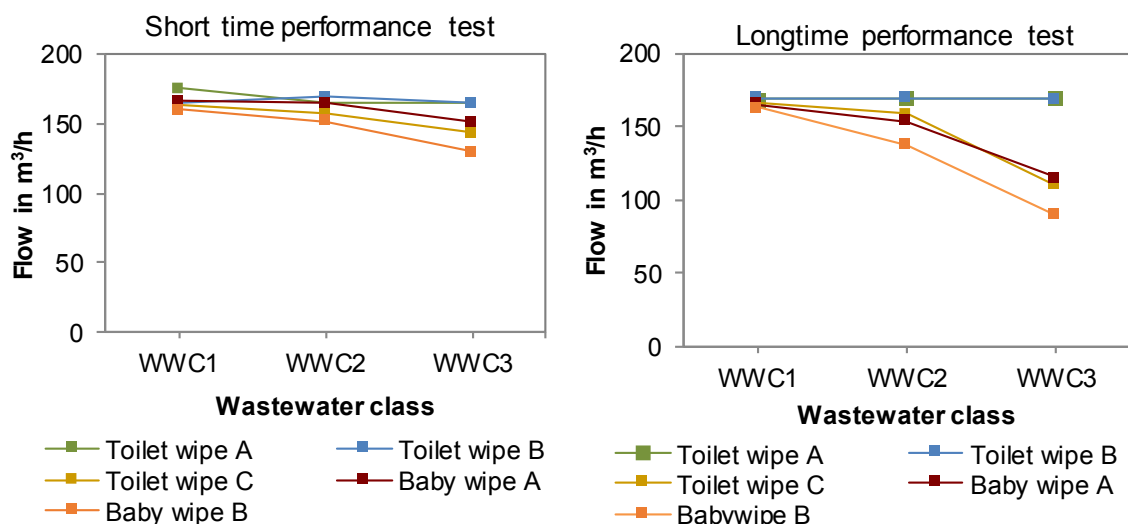 Short time performance test
200
150
100
50
0
Flow in m³/h
WWC1 WWC2 WWC3
Wastewater class
Toilet wipe A Toilet wipe B
Toilet wipe C Baby wipe A
Baby wipe B
Longtime performance test
200
150
100
50
0
Flow in m³/h
WWC1 WWC2 WWC3
Wastewater class
Toilet wipe A Toilet wipe B
Toilet wipe C Baby wipe A
Babywipe B